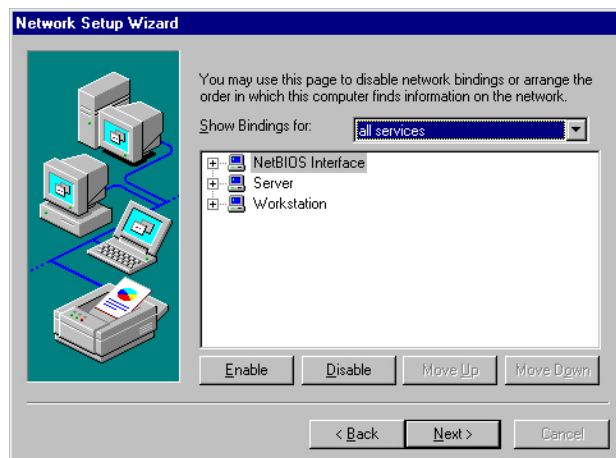 Network Setup Wizard
You may use this page to disable network bindings or arrange the
order in which this computer finds information on the network.
Show Bindings for: all services
NetBIOS Interface
Server
Workstation
Enable Disable Move Up Move Down
< Back Next > Cancel